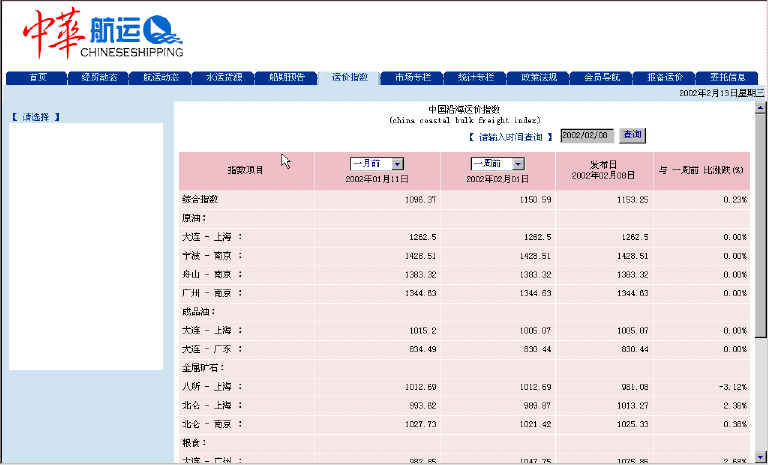 中華 航运
CHINESESHIPPING
首页 经贸动态 航运动态 水运货源 船期预告 运价指数 市场专栏 统计专栏 政策法规 会员导航 报备运价 委托信息
2002年2月13日星期三
【 请选择 】
中国沿海运价指数
(china coastal bulk freight index)
【 请输入时间查询 】 2002/02/08 查询
指数项目 一月前 2002年01月11日 一周前 2002年02月01日 发布日 2002年02月08日 与 一周前 比涨跌(%)
综合指数 1096.37 1150.59 1153.25 0.23%
原油:
大连 - 上海 : 1262.5 1262.5 1262.5 0.00%
宁波 - 南京 : 1428.51 1428.51 1428.51 0.00%
舟山 - 南京 : 1383.32 1383.32 1383.32 0.00%
广州 - 南京 : 1344.63 1344.63 1344.63 0.00%
成品油:
大连 - 上海 : 1015.2 1005.07 1005.07 0.00%
大连 - 广东 : 834.49 830.44 830.44 0.00%
金属矿石:
八所 - 上海 : 1012.69 1012.69 981.08 -3.12%
北仑 - 上海 : 993.62 989.87 1013.27 2.36%
北仑 - 南京 : 1027.73 1021.42 1025.33 0.38%
粮食:
大连 - 广州 : 982.65 1047.75 1075.86 2.68%